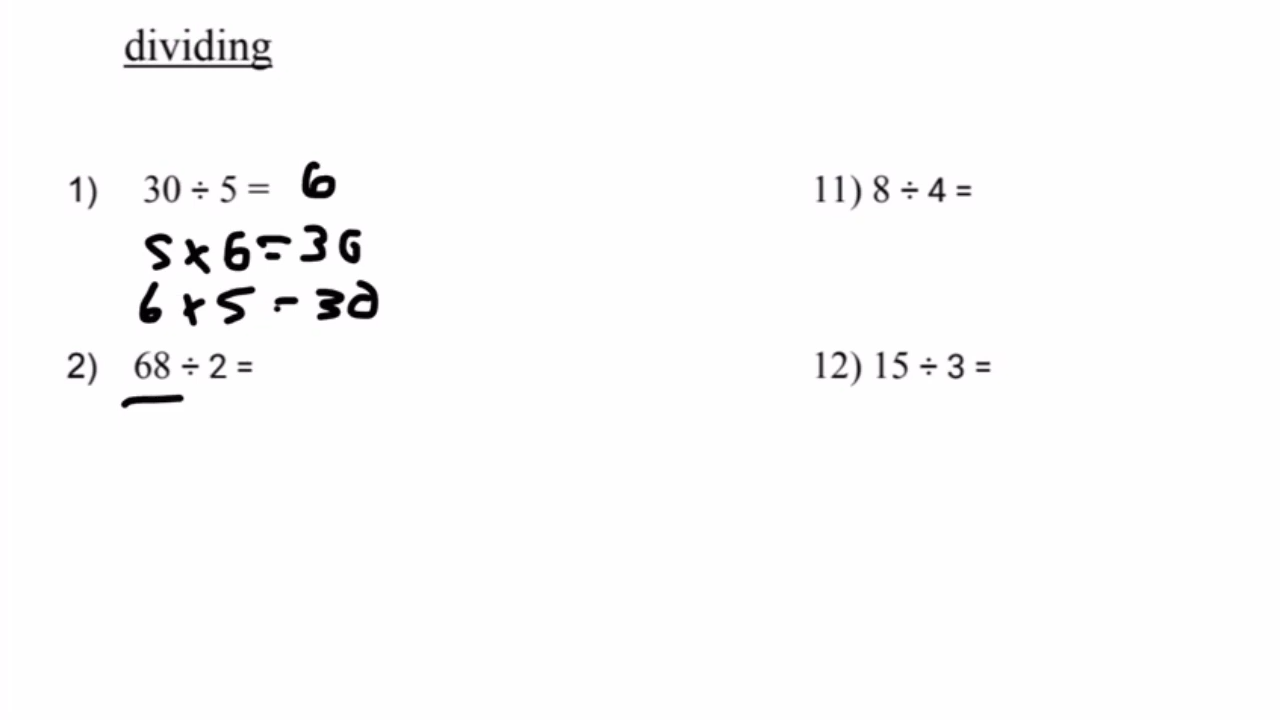 dividing
1) 30 ÷ 5 = 6
5 x 6 = 30
6 x 5 = 30
2) 68 ÷ 2 =
11) 8 ÷ 4 =
12) 15 ÷ 3 =